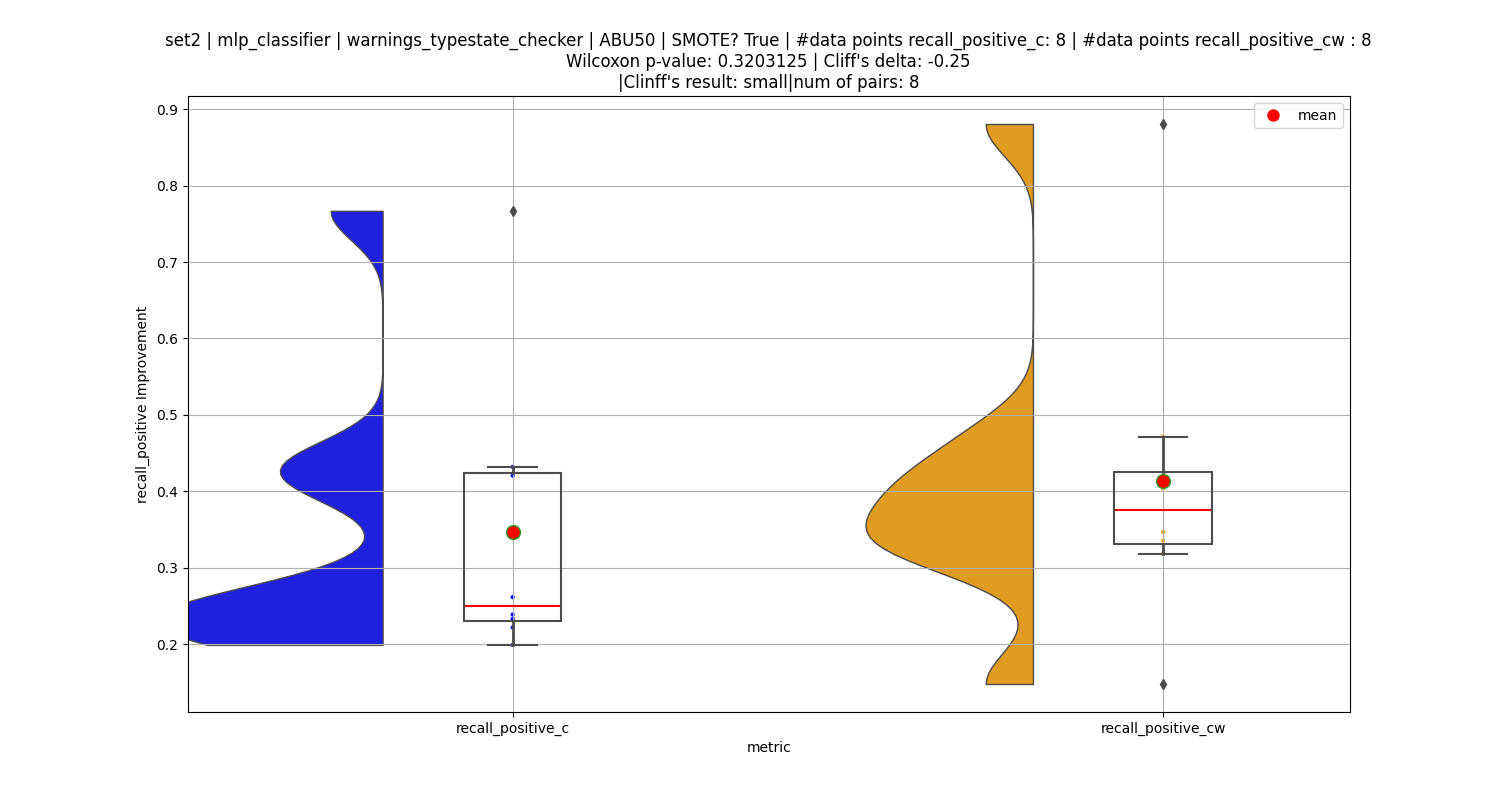 set2 | mlp_classifier | warnings_typestate_checker | ABU50 | SMOTE? True | #data points recall_positive_c: 8 | #data points recall_positive_cw : 8
Wilcoxon p-value: 0.3203125 | Cliff's delta: -0.25
|Clinff's result: small|num of pairs: 8
mean
0.9
0.8
0.7
0.6
0.5
0.4
0.3
0.2
recall_positive Improvement
recall_positive_c
recall_positive_cw
metric